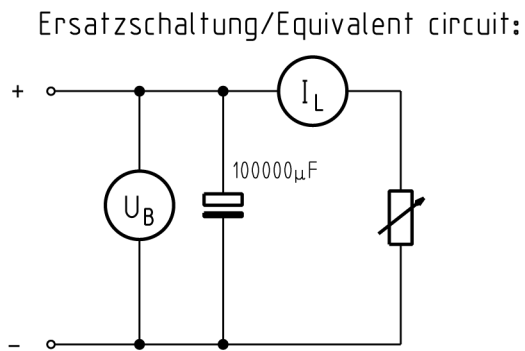 Ersatzschaltung/Equivalent circuit:
+
I_L
100000µF
U_B
−